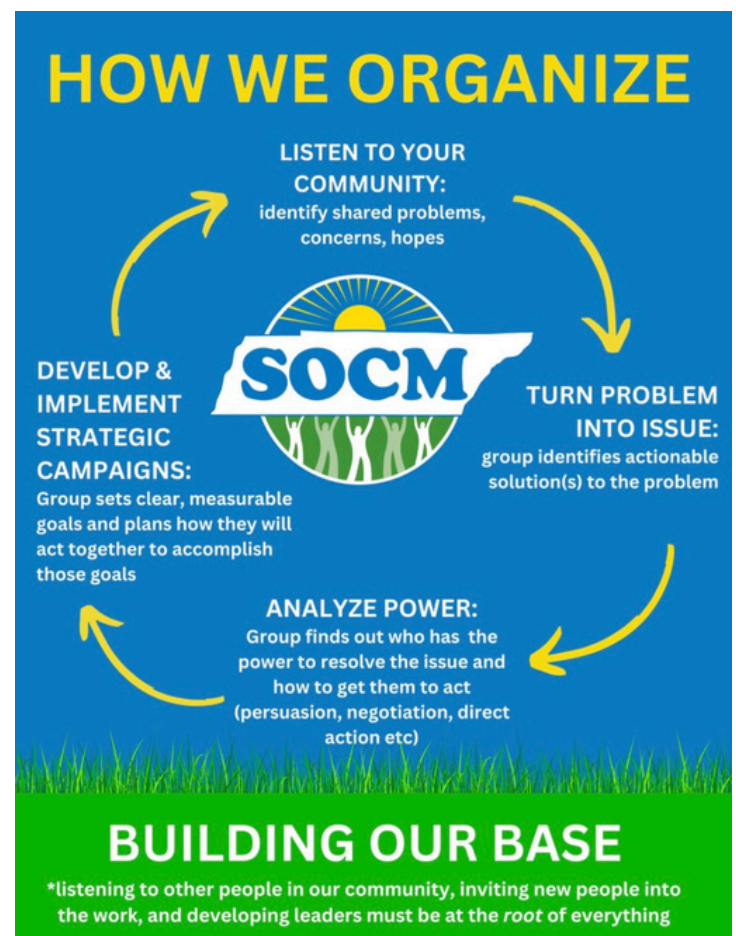 HOW WE ORGANIZE
LISTEN TO YOUR
COMMUNITY:
identify shared problems,
concerns, hopes
SOCM
TURN PROBLEM
INTO ISSUE:
group identifies actionable
solution(s) to the problem
ANALYZE POWER:
Group finds out who has the
power to resolve the issue and
how to get them to act
(persuasion, negotiation, direct
action etc)
DEVELOP &
IMPLEMENT
STRATEGIC
CAMPAIGNS:
Group sets clear, measurable
goals and plans how they will
act together to accomplish
those goals
BUILDING OUR BASE
*listening to other people in our community, inviting new people into
the work, and developing leaders must be at the root of everything